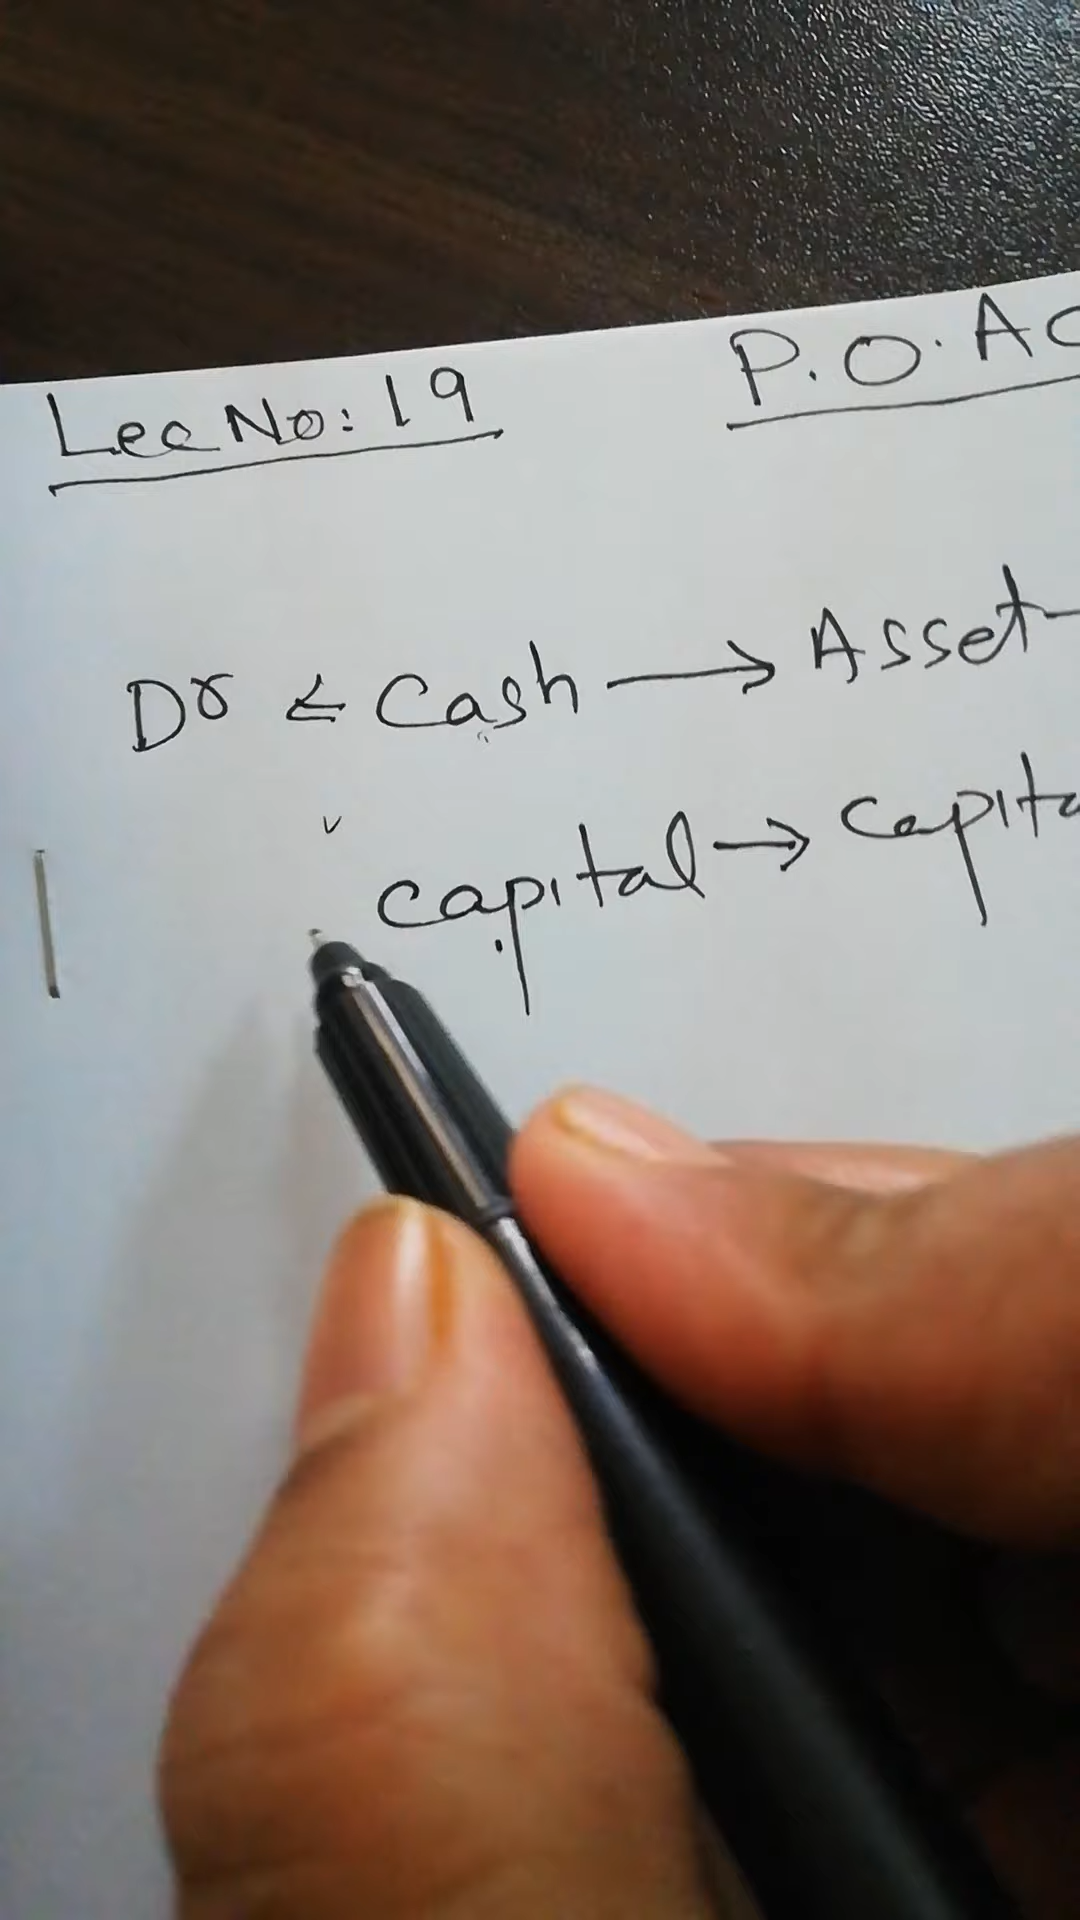 Lec No: 19 P.O.AC
Dr ← Cash → Asset
capital → capita